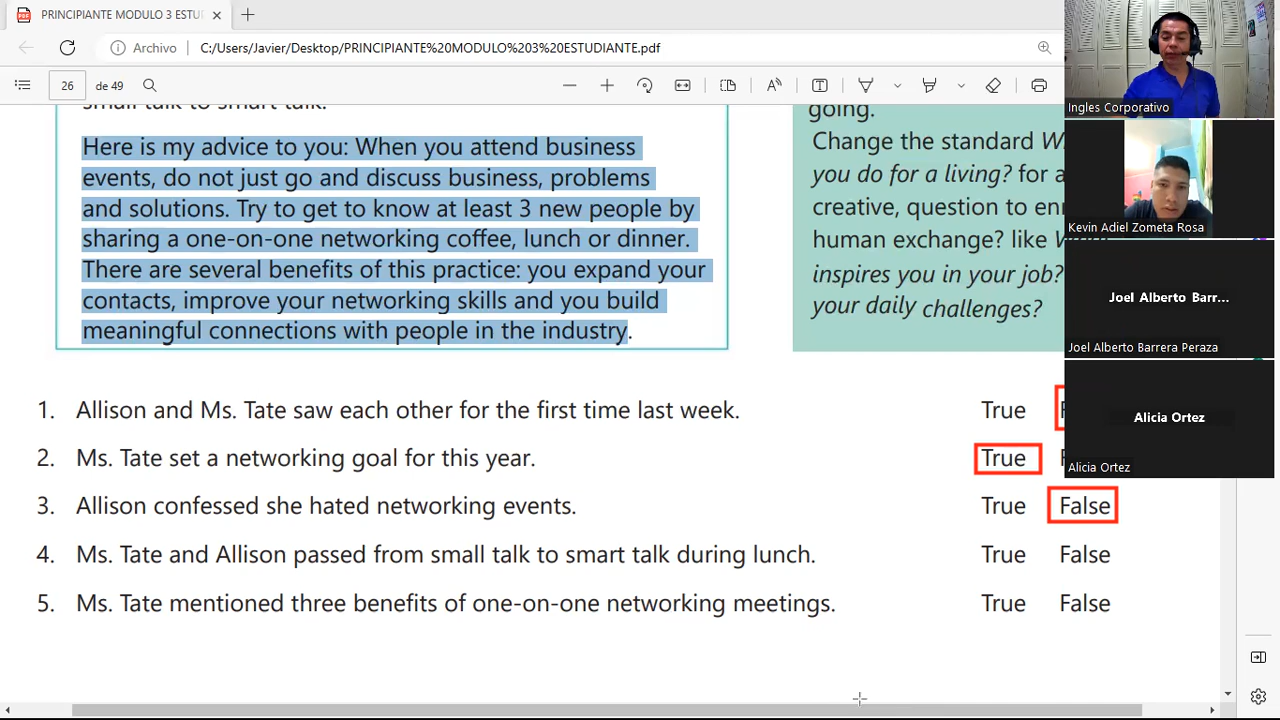 PRINCIPIANTE MODULO 3 ESTU
Archivo
C:/Users/Javier/Desktop/PRINCIPIANTE%20MODULO%203%20ESTUDIANTE.pdf
26
de 49
small talk to smart talk.
Here is my advice to you: When you attend business
events, do not just go and discuss business, problems
and solutions. Try to get to know at least 3 new people by
sharing a one-on-one networking coffee, lunch or dinner.
There are several benefits of this practice: you expand your
contacts, improve your networking skills and you build
meaningful connections with people in the industry.
going.
Change the standard
you do for a living? for a
creative, question to
human exchange? like
inspires you in your job?
your daily challenges?
1. Allison and Ms. Tate saw each other for the first time last week. True
2. Ms. Tate set a networking goal for this year. True
3. Allison confessed she hated networking events. True False
4. Ms. Tate and Allison passed from small talk to smart talk during lunch. True False
5. Ms. Tate mentioned three benefits of one-on-one networking meetings. True False
Ingles Corporativo
Kevin Adiel Zometa Rosa
Joel Alberto Barr...
Joel Alberto Barrera Peraza
Alicia Ortez
Alicia Ortez